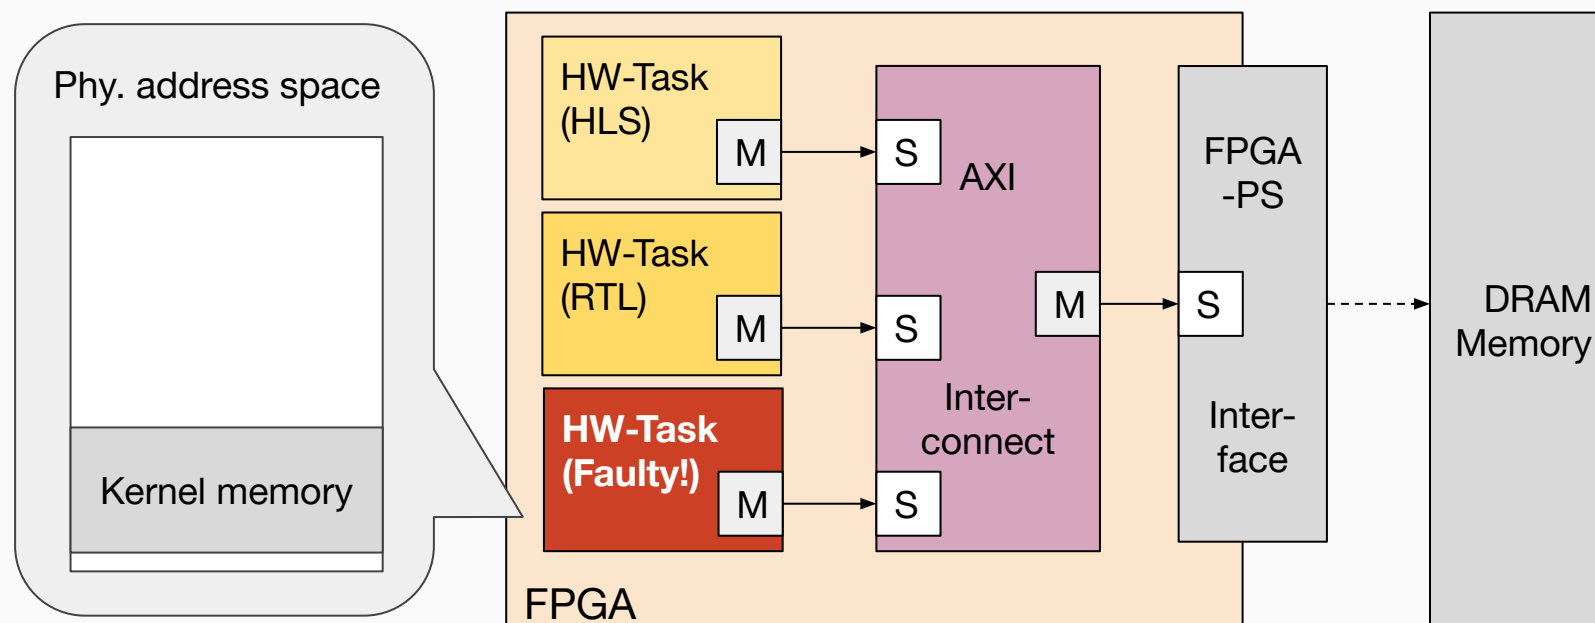 Phy. address space
Kernel memory
HW-Task
(HLS)
M
HW-Task
(RTL)
M
HW-Task
(Faulty!)
M
S
AXI
S
M
Inter-
connect
S
FPGA
-PS
S
Inter-
face
DRAM
Memory
FPGA